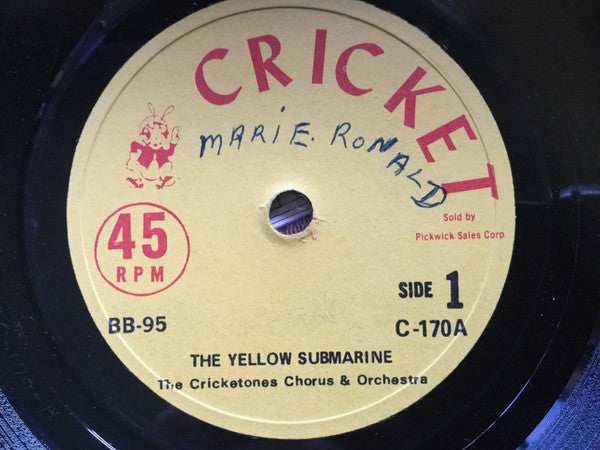 CRICKET
MARiE. RONALD
Sold by
Pickwick Sales Corp.
45
RPM
SIDE 1
BB-95
C-170A
THE YELLOW SUBMARINE
The Cricketones Chorus & Orchestra